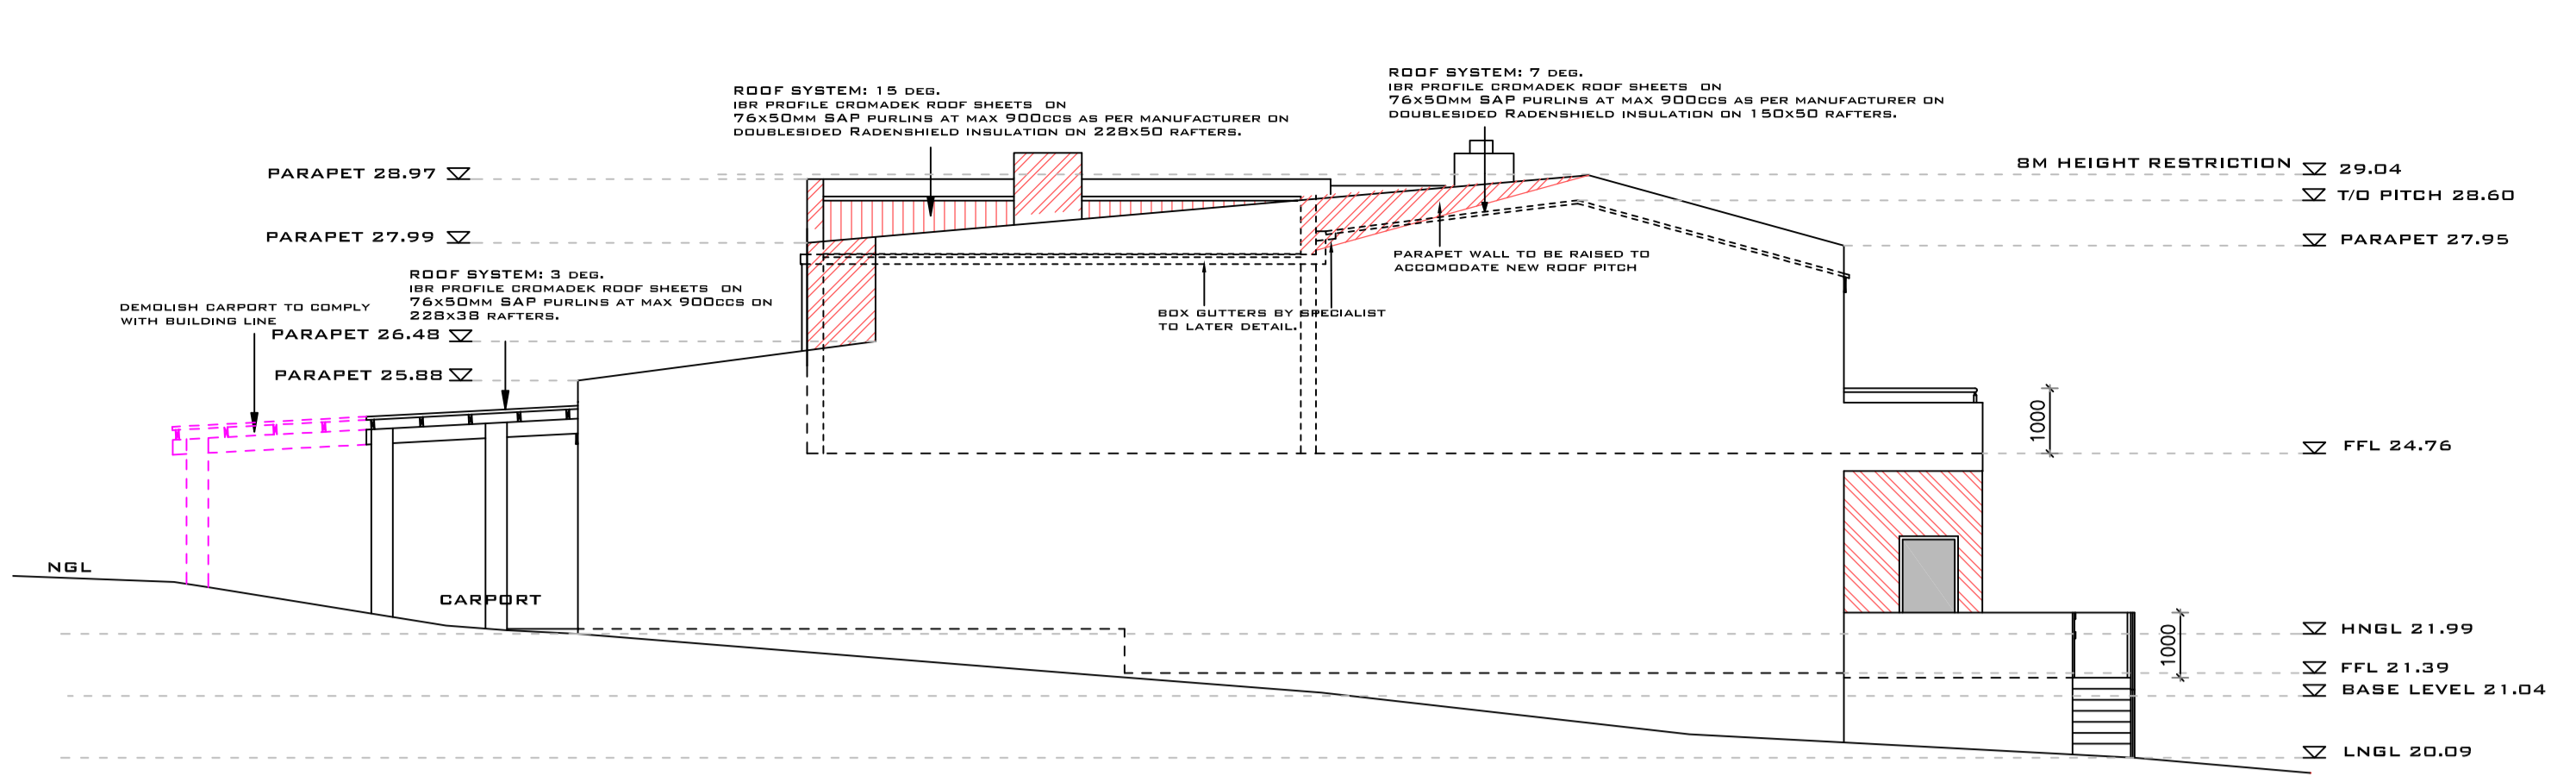 ROOF SYSTEM: 7 DEG.
IBR PROFILE CROMADEK ROOF SHEETS ON
76x50MM SAP PURLINS AT MAX 900CCS AS PER MANUFACTURER ON
DOUBLESIDED RADENSHIELD INSULATION ON 150x50 RAFTERS.
ROOF SYSTEM: 15 DEG.
IBR PROFILE CROMADEK ROOF SHEETS ON
76x50MM SAP PURLINS AT MAX 900CCS AS PER MANUFACTURER ON
DOUBLESIDED RADENSHIELD INSULATION ON 228x50 RAFTERS.
PARAPET 28.97
8M HEIGHT RESTRICTION
29.04
T/O PITCH 28.60
PARAPET 27.99
PARAPET 27.95
PARAPET WALL TO BE RAISED TO
ACCOMODATE NEW ROOF PITCH
ROOF SYSTEM: 3 DEG.
IBR PROFILE CROMADEK ROOF SHEETS ON
76x50MM SAP PURLINS AT MAX 900CCS ON
228x38 RAFTERS.
DEMOLISH CARPORT TO COMPLY
WITH BUILDING LINE
BOX GUTTERS BY SPECIALIST
TO LATER DETAIL.
PARAPET 26.48
PARAPET 25.88
1000
FFL 24.76
NGL
CARPORT
HNGL 21.99
1000
FFL 21.39
BASE LEVEL 21.04
LNGL 20.09